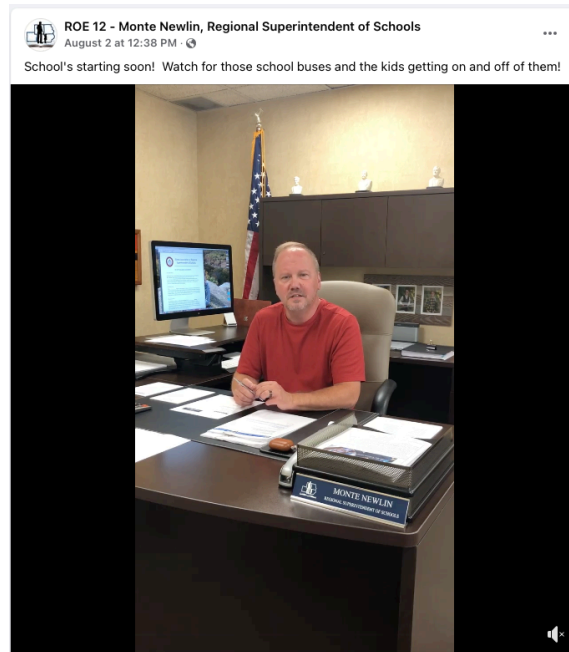 ROE 12 - Monte Newlin, Regional Superintendent of Schools
August 2 at 12:38 PM ·
School's starting soon! Watch for those school buses and the kids getting on and off of them!
MONTE NEWLIN
REGIONAL SUPERINTENDENT OF SCHOOLS